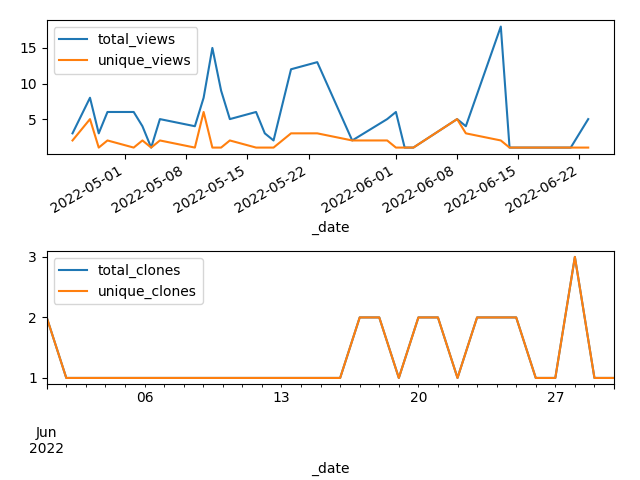 total_views
unique_views
15
10
5
2022-05-01
2022-05-08
2022-05-15
2022-05-22
2022-06-01
2022-06-08
2022-06-15
2022-06-22
_date
total_clones
unique_clones
3
2
1
06
13
20
27
Jun
2022
_date